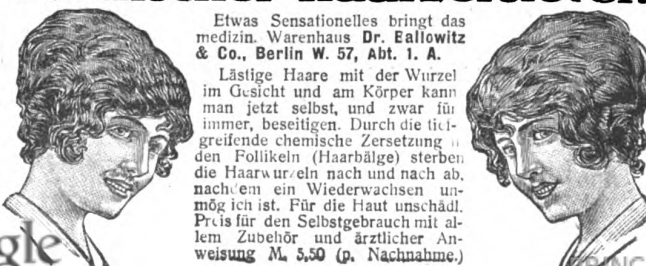 Etwas Sensationelles bringt das
medizin. Warenhaus Dr. Ballowitz
& Co., Berlin W. 57, Abt. 1. A.
Lästige Haare mit der Wurzel
im Gesicht und am Körper kann
man jetzt selbst, und zwar für
immer, beseitigen. Durch die tief-
greifende chemische Zersetzung
den Follikeln (Haarbälge) sterben
die Haarwurzeln nach und nach ab,
nachdem ein Wiederwachsen un-
möglich ist. Für die Haut unschädl.
Preis für den Selbstgebrauch mit al-
lem Zubehör und ärztlicher An-
weisung M. 5,50 (p. Nachnahme.)
gle
PRINC